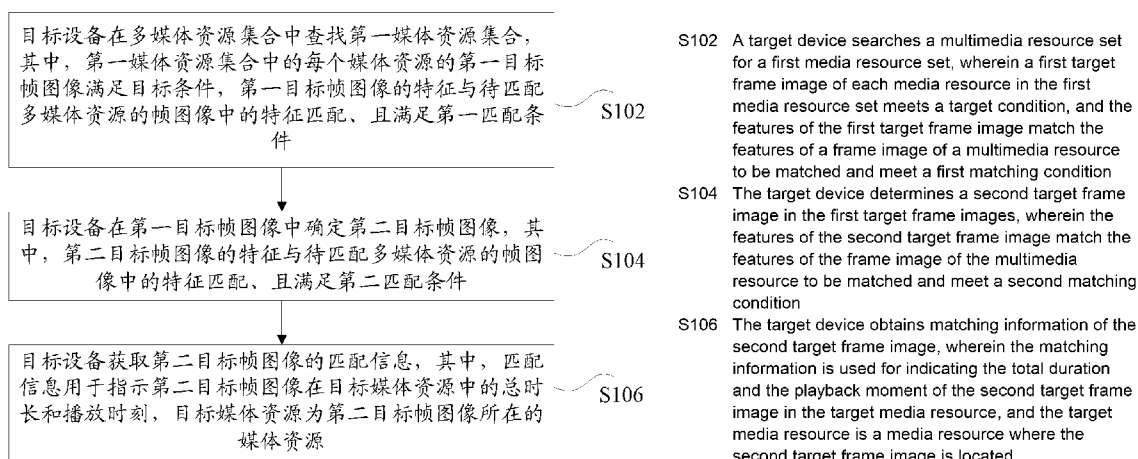 目标设备在多媒体资源集合中查找第一媒体资源集合,
其中, 第一媒体资源集合中的每个媒体资源的第一目标
帧图像满足目标条件, 第一目标帧图像的特征与待匹配
多媒体资源的帧图像中的特征匹配、且满足第一匹配条
件
S102
目标设备在第一目标帧图像中确定第二目标帧图像, 其
中, 第二目标帧图像的特征与待匹配多媒体资源的帧图
像中的特征匹配、且满足第二匹配条件
S104
目标设备获取第二目标帧图像的匹配信息, 其中, 匹配
信息用于指示第二目标帧图像在目标媒体资源中的总时
长和播放时刻, 目标媒体资源为第二目标帧图像所在的
媒体资源
S106
S102 A target device searches a multimedia resource set
for a first media resource set, wherein a first target
frame image of each media resource in the first
media resource set meets a target condition, and the
features of the first target frame image match the
features of a frame image of a multimedia resource
to be matched and meet a first matching condition
S104 The target device determines a second target frame
image in the first target frame images, wherein the
features of the second target frame image match the
features of the frame image of the multimedia
resource to be matched and meet a second matching
condition
S106 The target device obtains matching information of the
second target frame image, wherein the matching
information is used for indicating the total duration
and the playback moment of the second target frame
image in the target media resource, and the target
media resource is a media resource where the
second target frame image is located